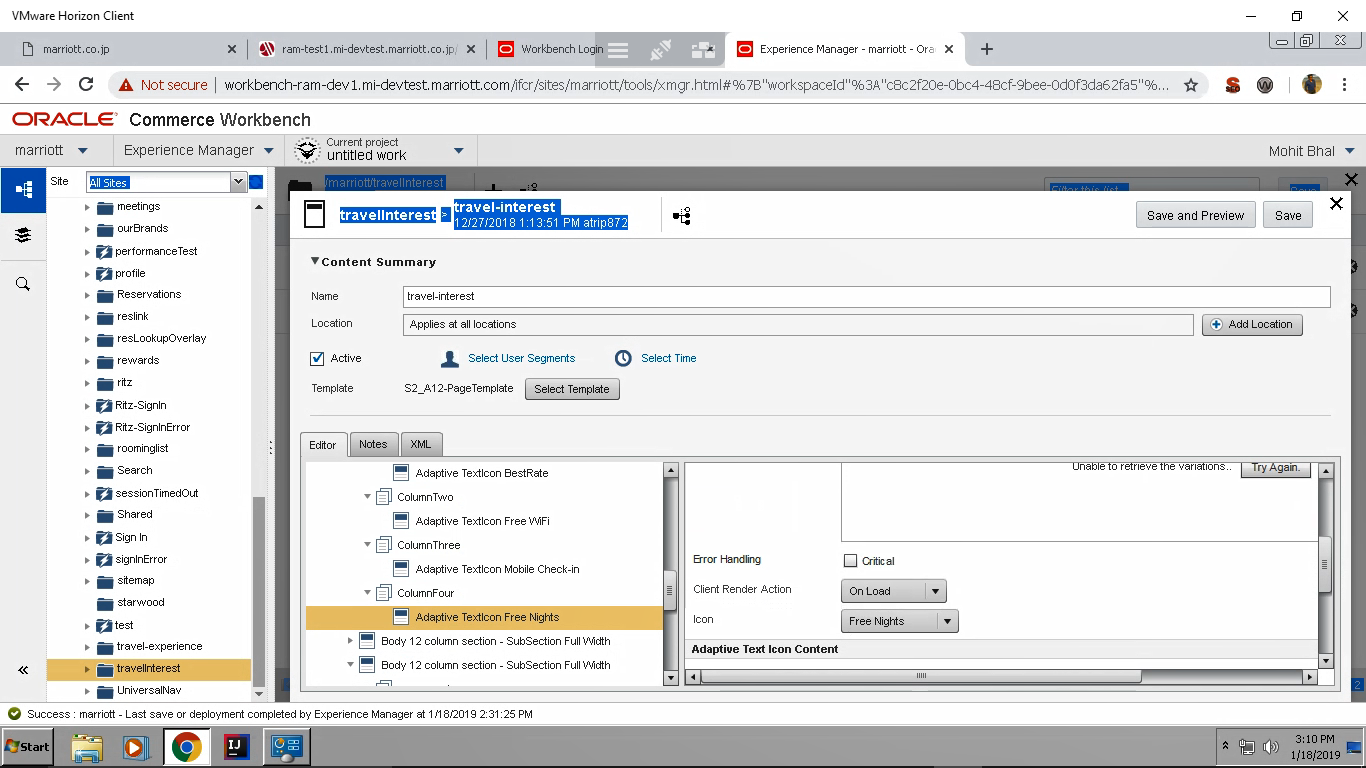 VMware Horizon Client
marriott.co.jp
ram-test1.mi-devtest.marriott.co.jp/
Workbench Login
Experience Manager - marriott - Ora
Not secure
workbench-ram-dev1.mi-devtest.marriott.com/ifcr/sites/marriott/tools/xmgr.html#%7B"workspaceId"%3A"c8c2f20e-0bc4-48cf-9bee-0d0f3da62fa5"%...
ORACLE Commerce Workbench
marriott
Experience Manager
Current project
untitled work
Mohit Bhal
Site
All Sites
/marriott/travelInterest
Filter this list...
Save
meetings
ourBrands
performanceTest
profile
Reservations
reslink
resLookupOverlay
rewards
ritz
Ritz-SignIn
Ritz-SignInError
roominglist
Search
sessionTimedOut
Shared
Sign In
signInError
sitemap
starwood
test
travel-experience
travelInterest
UniversalNav
travelInterest > travel-interest
12/27/2018 1:13:51 PM atrip872
Save and Preview
Save
Content Summary
Name
travel-interest
Location
Applies at all locations
Add Location
Active
Select User Segments
Select Time
Template
S2_A12-PageTemplate
Select Template
Editor
Notes
XML
Adaptive TextIcon BestRate
ColumnTwo
Adaptive TextIcon Free WiFi
ColumnThree
Adaptive TextIcon Mobile Check-in
ColumnFour
Adaptive TextIcon Free Nights
Body 12 column section - SubSection Full Width
Body 12 column section - SubSection Full Width
Unable to retrieve the variations..
Try Again.
Error Handling
Critical
Client Render Action
On Load
Icon
Free Nights
Adaptive Text Icon Content
2
Success : marriott - Last save or deployment completed by Experience Manager at 1/18/2019 2:31:25 PM
Start
3:10 PM
1/18/2019